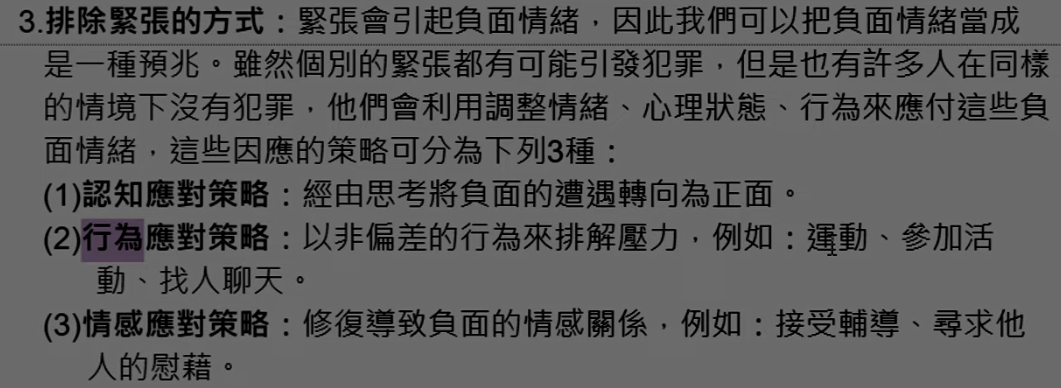 3.排除緊張的方式：緊張會引起負面情緒，因此我們可以把負面情緒當成
是一種預兆。雖然個別的緊張都有可能引發犯罪，但是也有許多人在同樣
的情境下沒有犯罪，他們會利用調整情緒、心理狀態、行為來應付這些負
面情緒，這些因應的策略可分為下列3種：
(1)認知應對策略：經由思考將負面的遭遇轉向為正面。
(2)行為應對策略：以非偏差的行為來排解壓力，例如：運動、參加活
動、找人聊天。
(3)情感應對策略：修復導致負面的情感關係，例如：接受輔導、尋求他
人的慰藉。